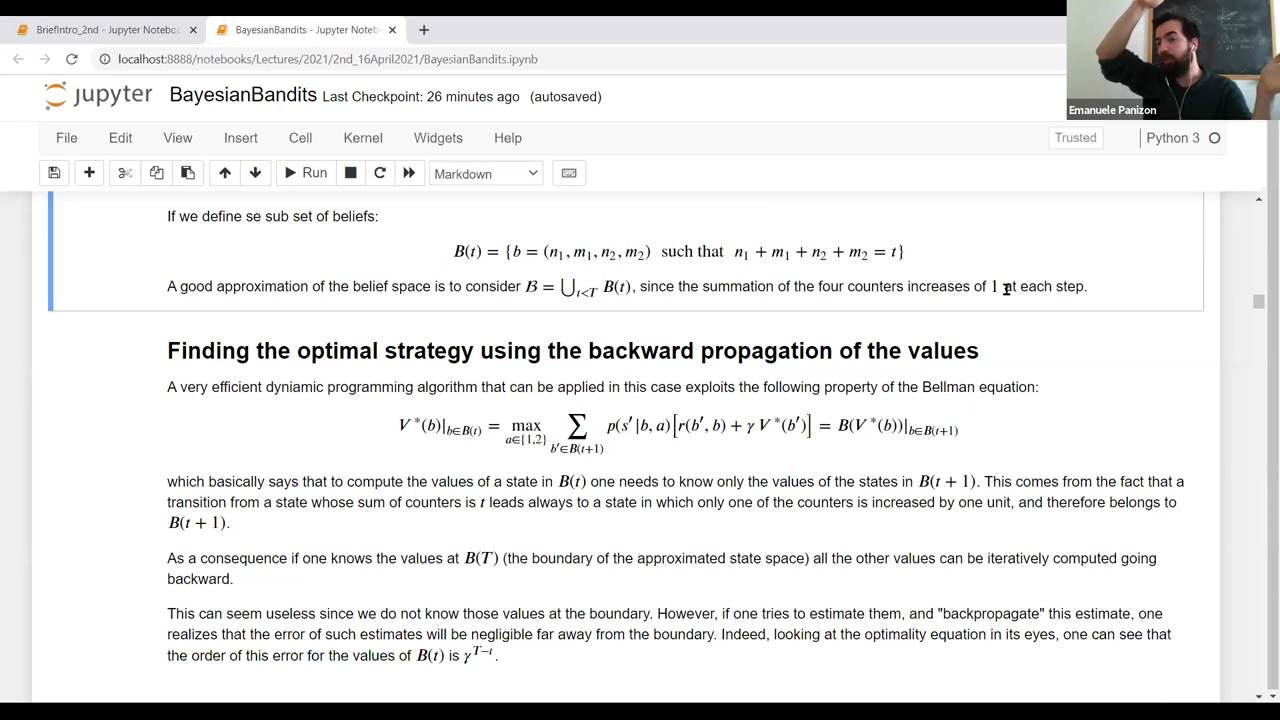 BriefIntro_2nd - Jupyter Noteboo
BayesianBandits - Jupyter Noteb
localhost:8888/notebooks/Lectures/2021/2nd_16April2021/BayesianBandits.ipynb
Emanuele Panizon
jupyter BayesianBandits Last Checkpoint: 26 minutes ago (autosaved)
File Edit View Insert Cell Kernel Widgets Help Trusted Python 3
Run Markdown
If we define se sub set of beliefs:
B(t) = {b = (n₁, m₁, n₂, m₂) such that n₁ + m₁ + n₂ + m₂ = t}
A good approximation of the belief space is to consider ℬ = ⋃_{t<T} B(t), since the summation of the four counters increases of 1 at each step.
Finding the optimal strategy using the backward propagation of the values
A very efficient dyniamic programming algorithm that can be applied in this case exploits the following property of the Bellman equation:
V*(b)|_{b∈B(t)} = max_{a∈{1,2}} ∑_{b′∈B(t+1)} p(s′|b, a)[r(b′, b) + γ V*(b′)] = B(V*(b))|_{b∈B(t+1)}
which basically says that to compute the values of a state in B(t) one needs to know only the values of the states in B(t + 1). This comes from the fact that a
transition from a state whose sum of counters is t leads always to a state in which only one of the counters is increased by one unit, and therefore belongs to
B(t + 1).
As a consequence if one knows the values at B(T) (the boundary of the approximated state space) all the other values can be iteratively computed going
backward.
This can seem useless since we do not know those values at the boundary. However, if one tries to estimate them, and "backpropagate" this estimate, one
realizes that the error of such estimates will be negligible far away from the boundary. Indeed, looking at the optimality equation in its eyes, one can see that
the order of this error for the values of B(t) is γ^{T−t}.